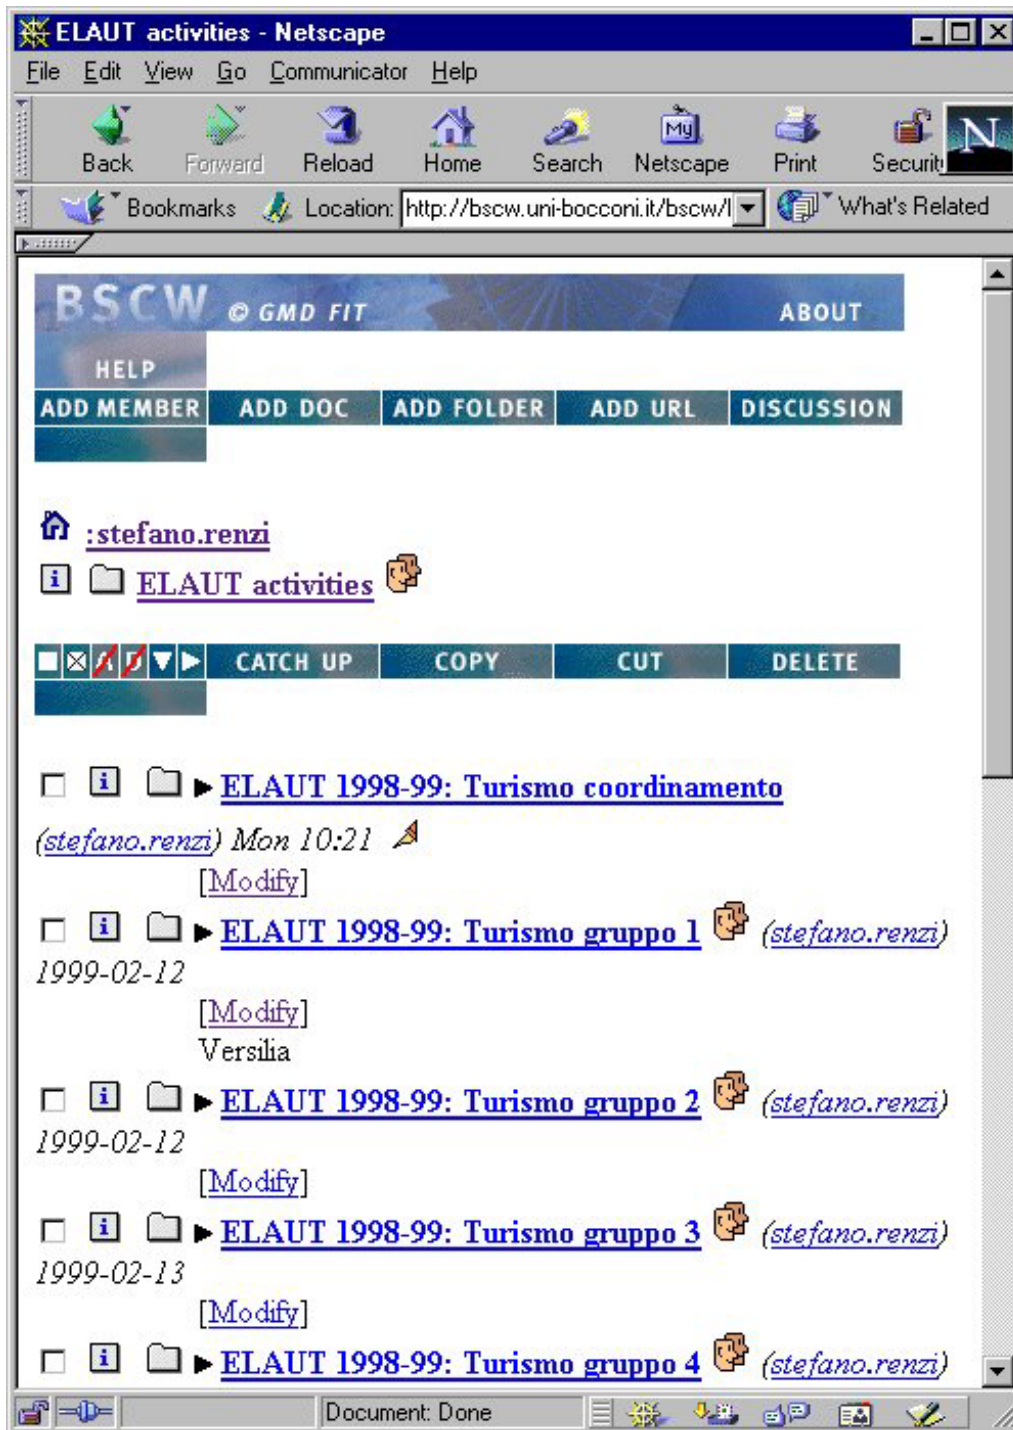 ELAUT activities - Netscape
File Edit View Go Communicator Help
My N
Back Forward Reload Home Search Netscape Print Securit
Bookmarks Location: http://bscw.uni-bocconi.it/bscw/ What's Related
BSCW © GMD FIT ABOUT
HELP
ADD MEMBER ADD DOC ADD FOLDER ADD URL DISCUSSION
:stefano.renzi
i ELAUT activities
CATCH UP COPY CUT DELETE
i ELAUT 1998-99: Turismo coordinamento
(stefano.renzi) Mon 10:21
[Modify]
i ELAUT 1998-99: Turismo gruppo 1 (stefano.renzi)
1999-02-12
[Modify]
Versilia
i ELAUT 1998-99: Turismo gruppo 2 (stefano.renzi)
1999-02-12
[Modify]
i ELAUT 1998-99: Turismo gruppo 3 (stefano.renzi)
1999-02-13
[Modify]
i ELAUT 1998-99: Turismo gruppo 4 (stefano.renzi)
Document: Done